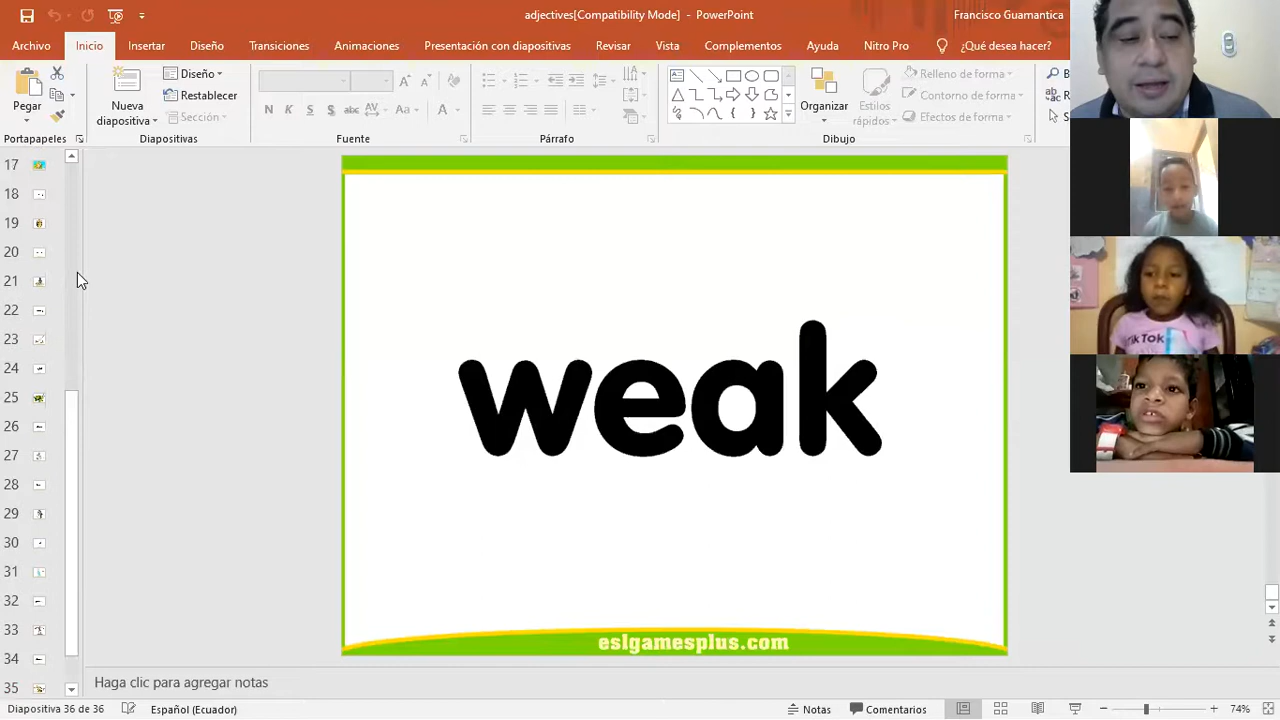 adjectives[Compatibility Mode] - PowerPoint
Francisco Guamantica
Archivo Inicio Insertar Diseño Transiciones Animaciones Presentación con diapositivas Revisar Vista Complementos Ayuda Nitro Pro ¿Qué desea hacer?
Pegar
Nueva diapositiva
Diseño
Restablecer
Sección
N K S abc AV Aa A
Organizar
Estilos rápidos
Relleno de forma
Contorno de forma
Efectos de forma
Portapapeles Diapositivas Fuente Párrafo Dibujo
17
18
19
20
21
22
23
24
25
26
27
28
29
30
31
32
33
34
35
weak
eslgamesplus.com
TikTok
Haga clic para agregar notas
Diapositiva 36 de 36 Español (Ecuador) Notas Comentarios 74%